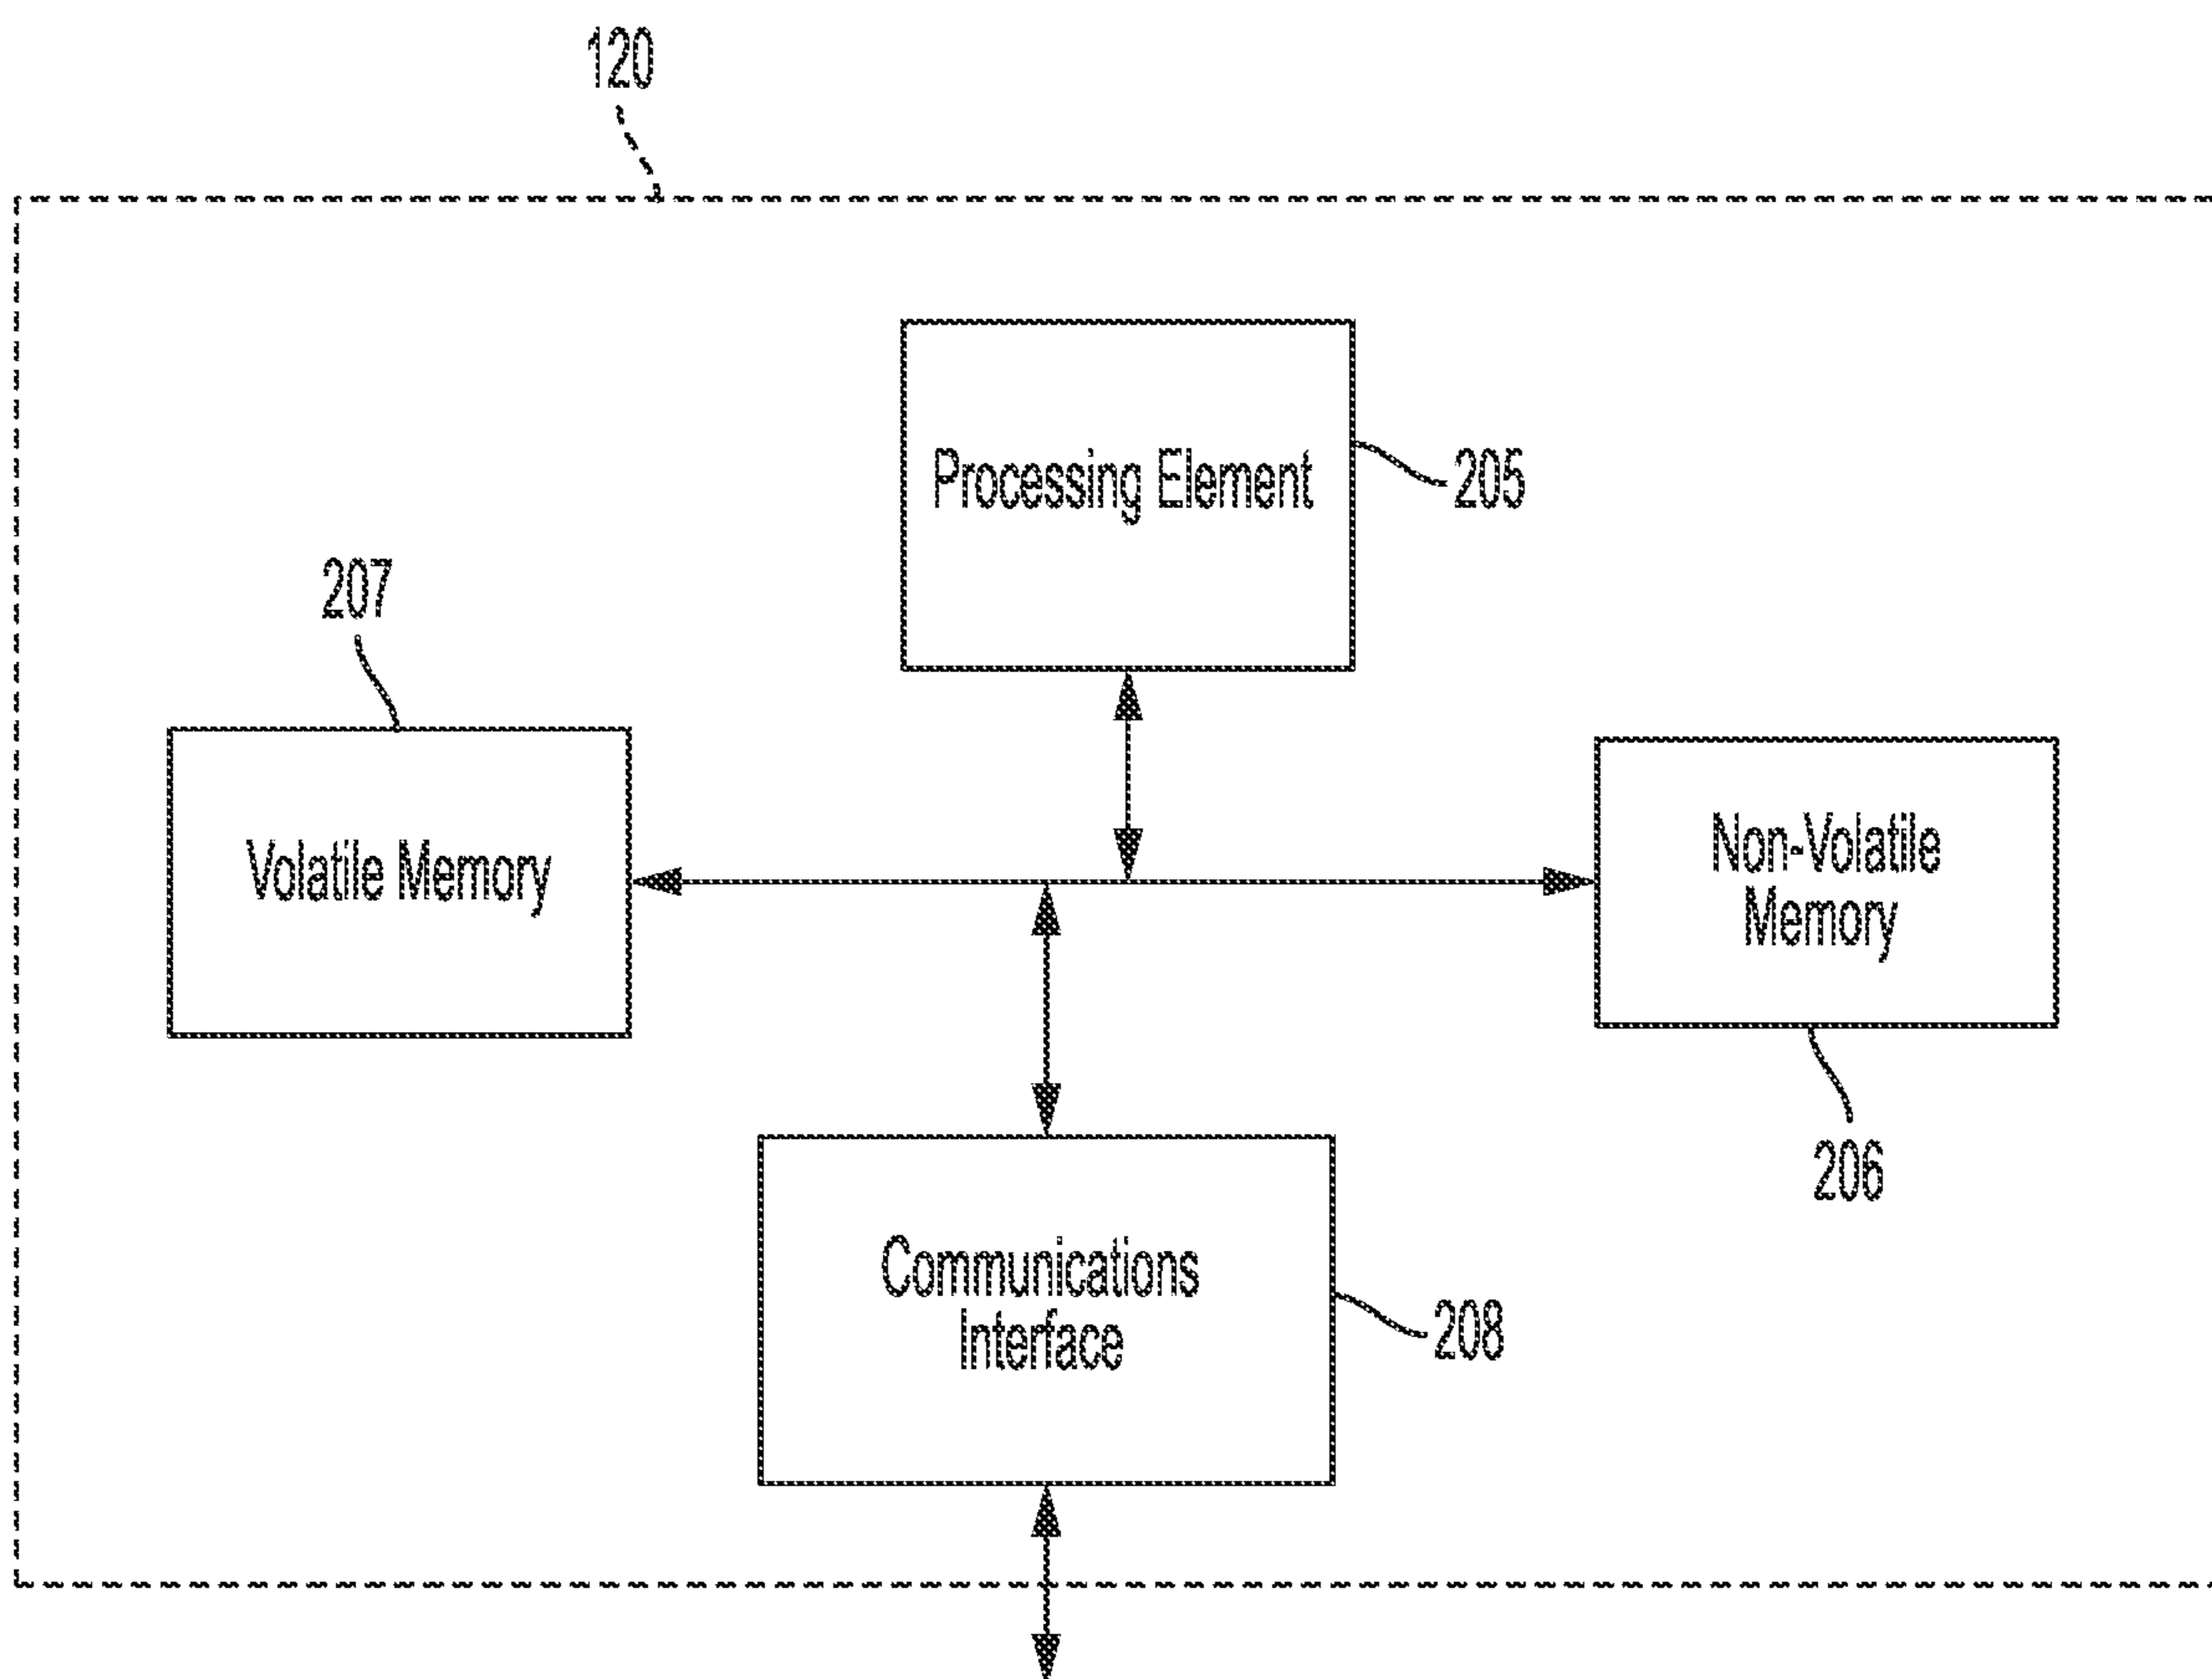 120
Processing Element
205
207
Volatile Memory
Non-Volatile
Memory
206
Communications
Interface
208